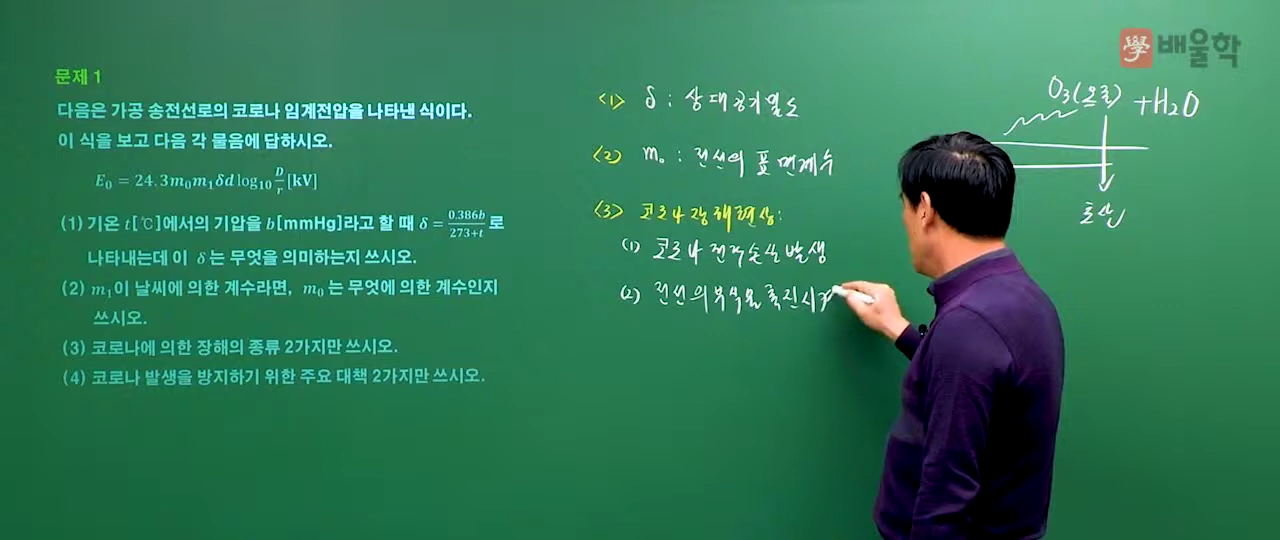 學 배울학
문제 1
다음은 가공 송전선로의 코로나 임계전압을 나타낸 식이다.
이 식을 보고 다음 각 물음에 답하시오.
E₀ = 24.3m₀m₁δd log₁₀ D/r [kV]
(1) 기온 t[℃]에서의 기압을 b[mmHg]라고 할 때 δ = 0.386b/273+t 로
나타내는데 이 δ는 무엇을 의미하는지 쓰시오.
(2) m₁이 날씨에 의한 계수라면, m₀는 무엇에 의한 계수인지
쓰시오.
(3) 코로나에 의한 장해의 종류 2가지만 쓰시오.
(4) 코로나 발생을 방지하기 위한 주요 대책 2가지만 쓰시오.
<1> δ : 상대공기밀도
<2> m₀ : 전선의 표면계수
<3> 코로나장해현상:
(1) 코로나 전력손실발생
(2) 전선의부식을촉진시
O₃(오존) +H₂O
초산